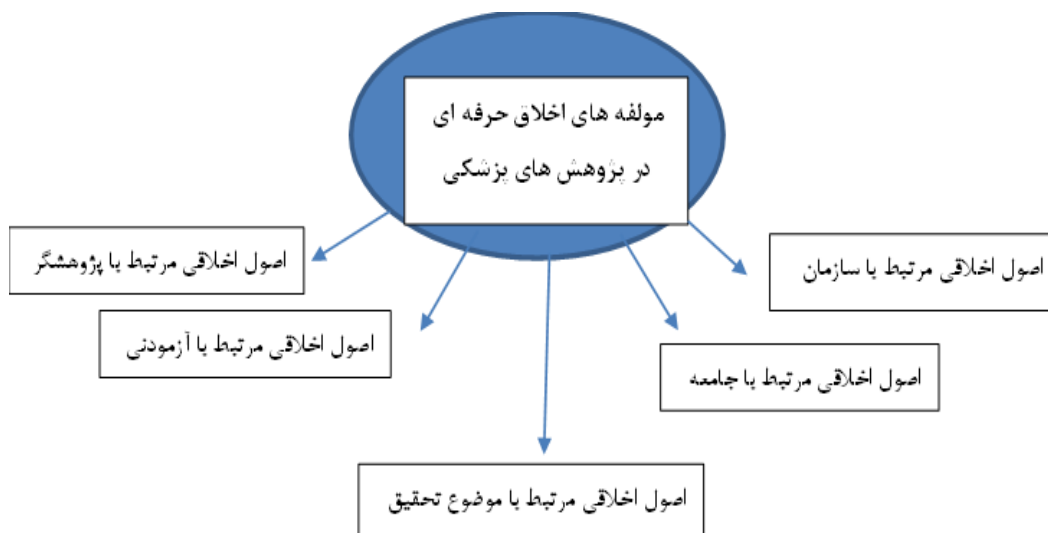 مولفه های اخلاق حرفه ای
در پژوهش های پزشکی
اصول اخلاقی مرتبط با سازمان
اصول اخلاقی مرتبط با پژوهشگر
اصول اخلاقی مرتبط با جامعه
اصول اخلاقی مرتبط با آزمودنی
اصول اخلاقی مرتبط با موضوع تحقیق